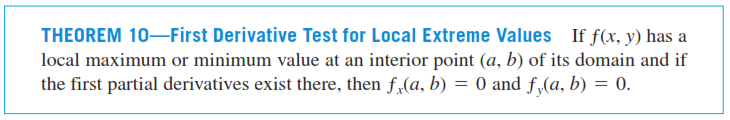 THEOREM 10—First Derivative Test for Local Extreme Values If f(x, y) has a
local maximum or minimum value at an interior point (a, b) of its domain and if
the first partial derivatives exist there, then fₓ(a, b) = 0 and f_y(a, b) = 0.